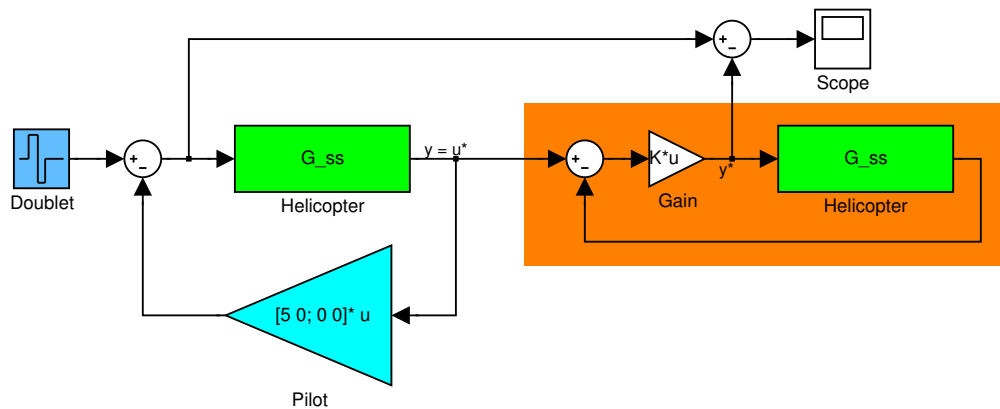 +
−
Scope
Doublet
+
−
G_ss
Helicopter
y = u*
+
−
K*u
Gain
y*
G_ss
Helicopter
[5 0; 0 0]* u
Pilot